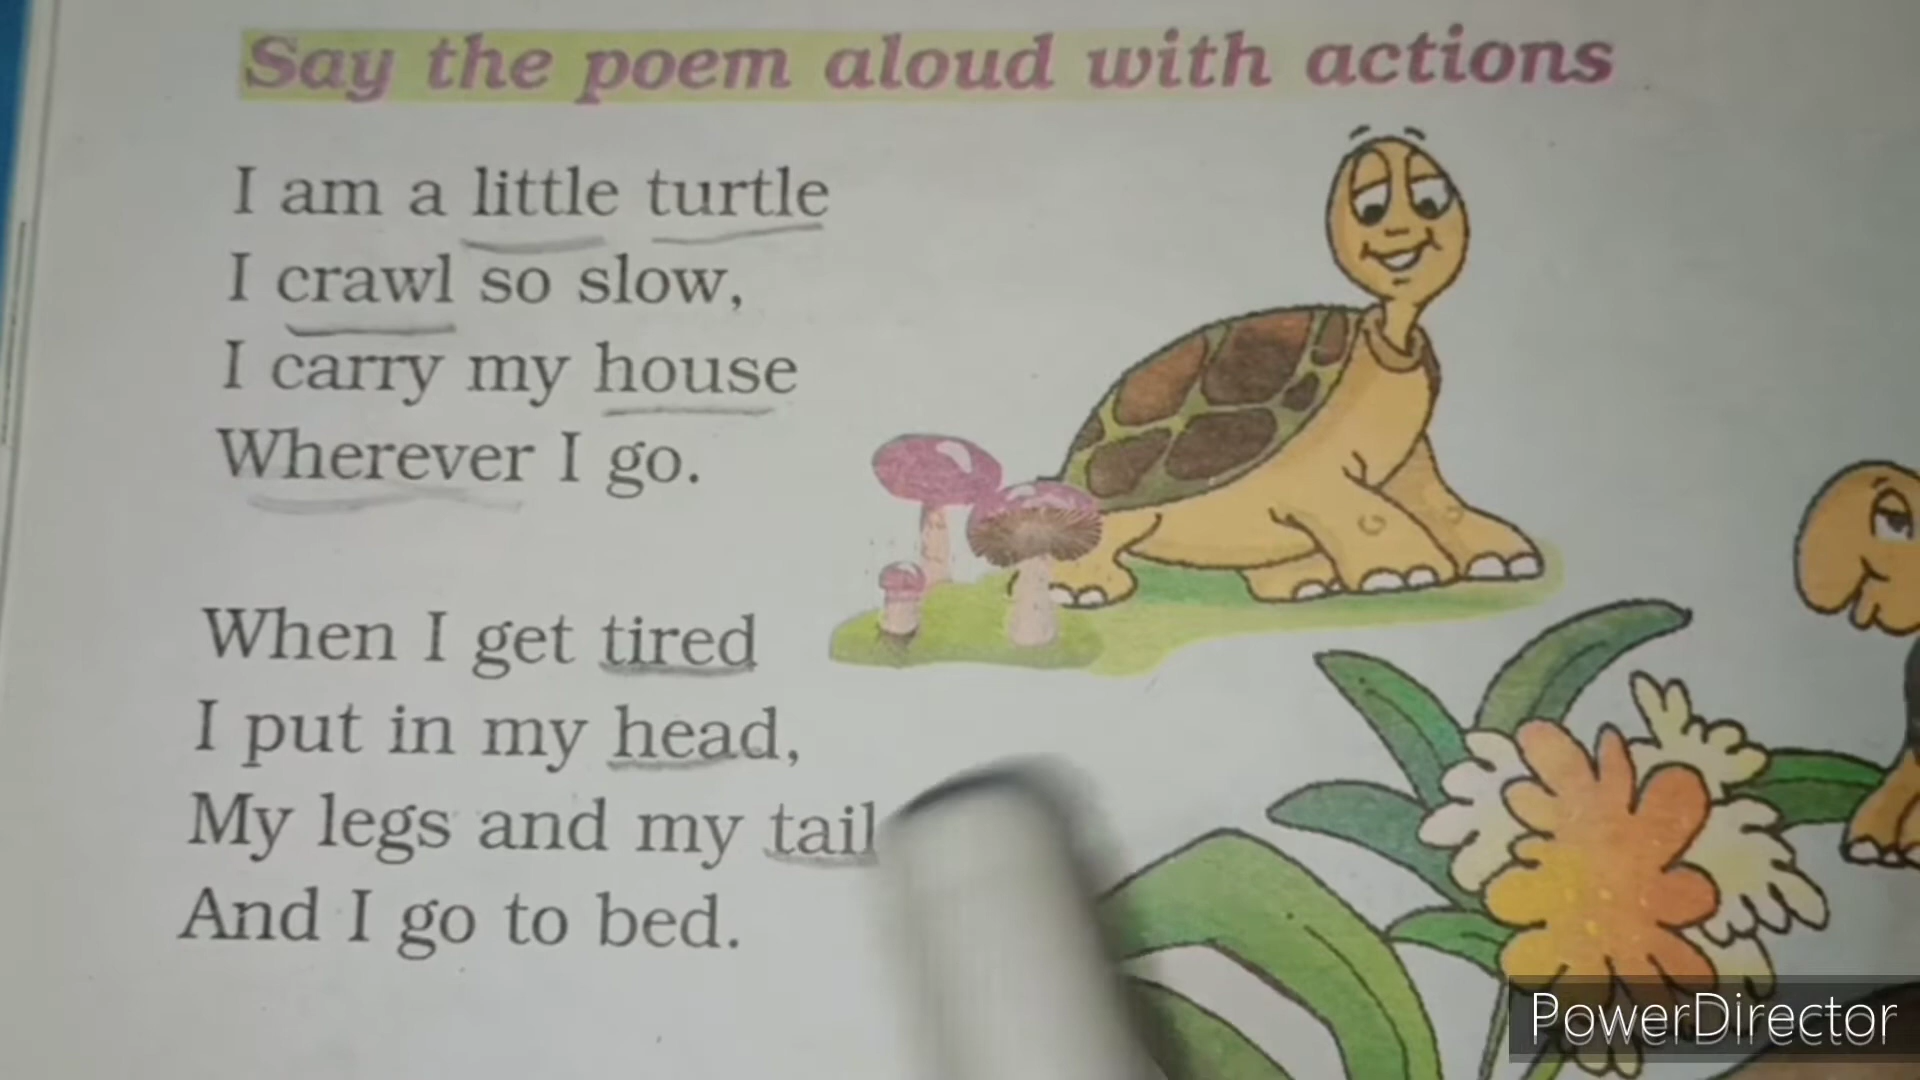 Say the poem aloud with actions
I am a little turtle
I crawl so slow,
I carry my house
Wherever I go.
When I get tired
I put in my head,
My legs and my tail
And I go to bed.
PowerDirector